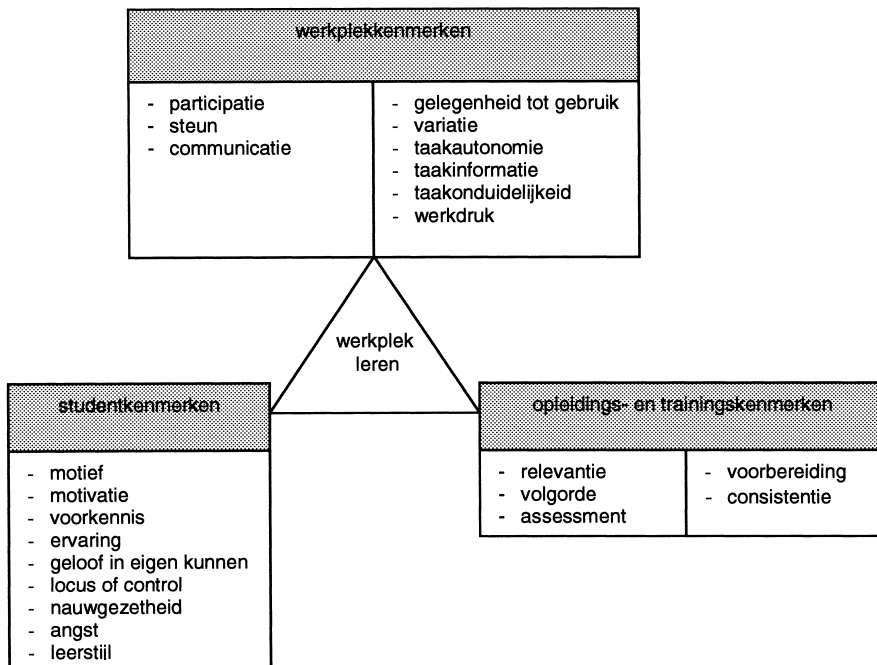 werkplekkenmerken
- participatie
- steun
- communicatie
- gelegenheid tot gebruik
- variatie
- taakautonomie
- taakinformatie
- taakonduidelijkeid
- werkdruk
werkplek
leren
studentkenmerken
- motief
- motivatie
- voorkennis
- ervaring
- geloof in eigen kunnen
- locus of control
- nauwgezetheid
- angst
- leerstijl
opleidings- en trainingskenmerken
- relevantie
- volgorde
- assessment
- voorbereiding
- consistentie